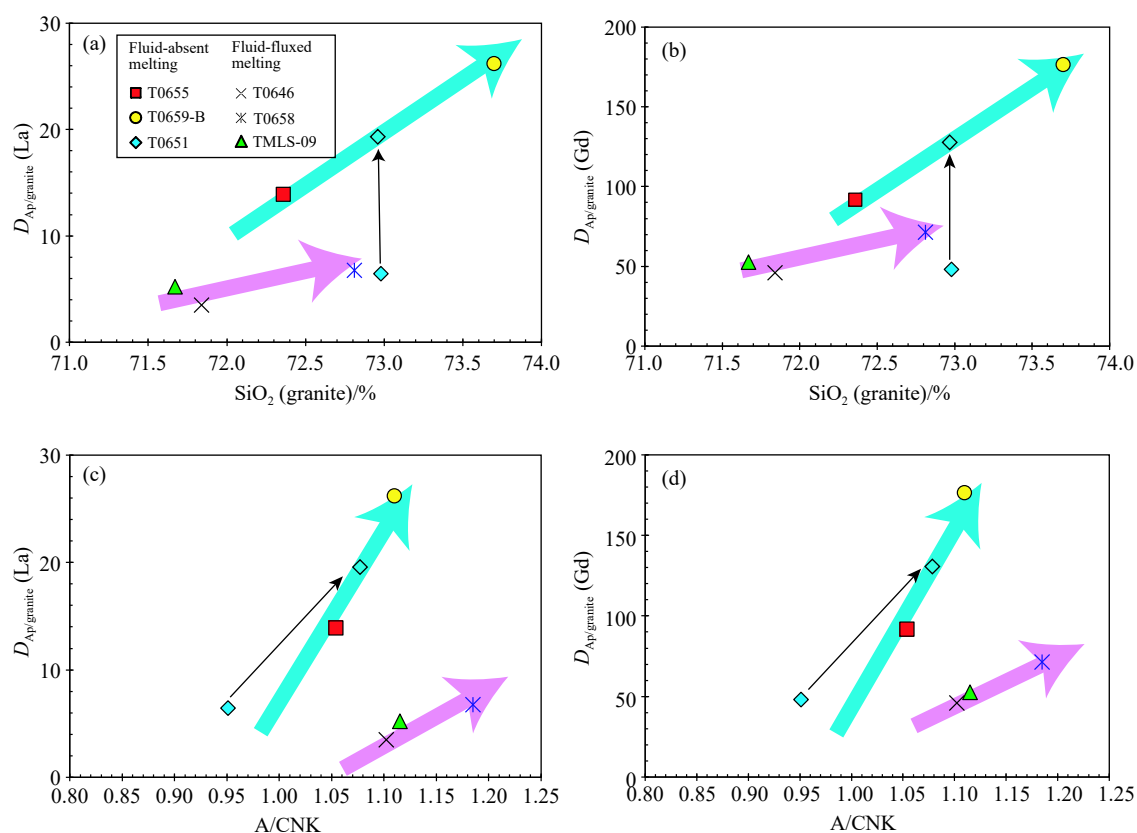 (a)
Fluid-absent melting
Fluid-fluxed melting
T0655
T0646
T0659-B
T0658
T0651
TMLS-09
D_Ap/granite (La)
30
20
10
0
71.0 71.5 72.0 72.5 73.0 73.5 74.0
SiO₂ (granite)/%
(b)
D_Ap/granite (Gd)
200
150
100
50
0
71.0 71.5 72.0 72.5 73.0 73.5 74.0
SiO₂ (granite)/%
(c)
D_Ap/granite (La)
30
20
10
0
0.80 0.85 0.90 0.95 1.00 1.05 1.10 1.15 1.20 1.25
A/CNK
(d)
D_Ap/granite (Gd)
200
150
100
50
0
0.80 0.85 0.90 0.95 1.00 1.05 1.10 1.15 1.20 1.25
A/CNK